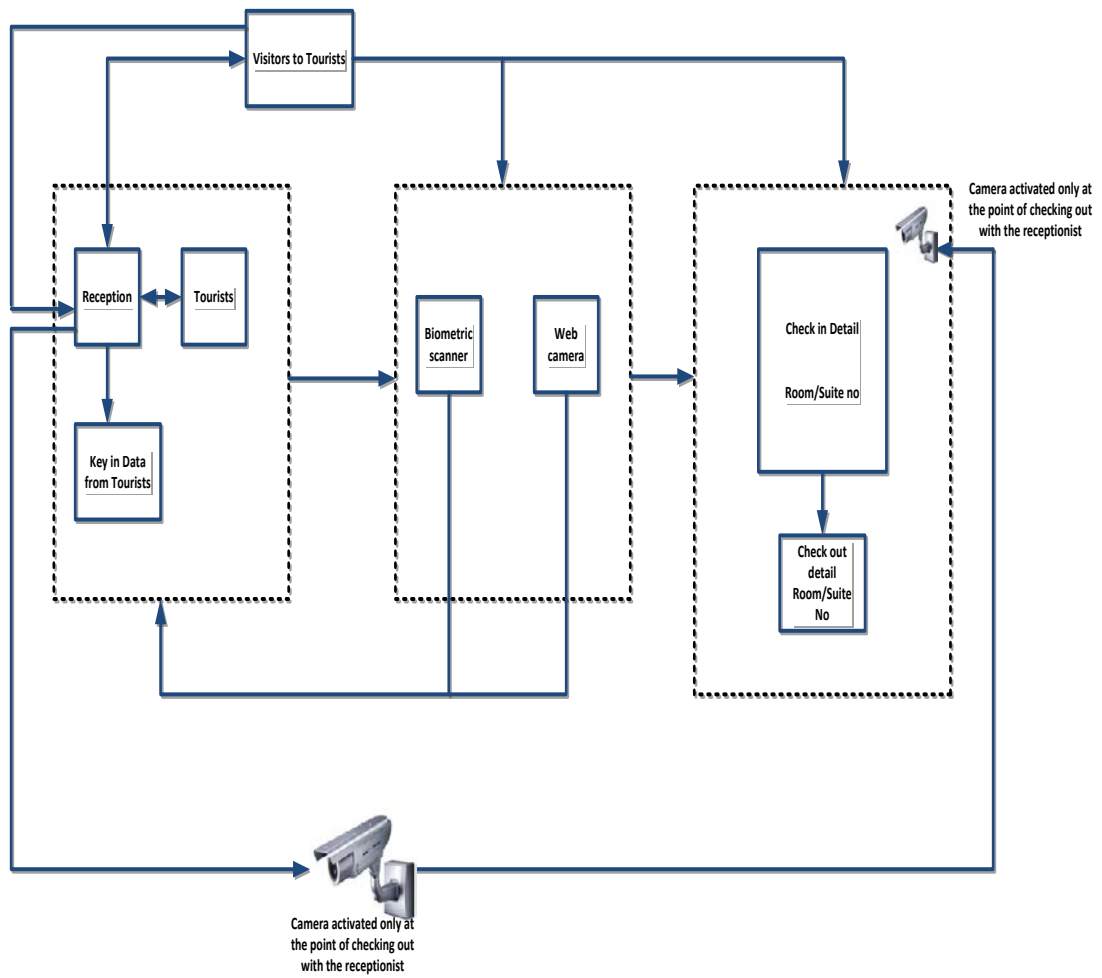 Visitors to Tourists
Camera activated only at
the point of checking out
with the receptionist
Reception
Tourists
Biometric
scanner
Web
camera
Check in Detail
Room/Suite no
Key in Data
from Tourists
Check out
detail
Room/Suite
No
Camera activated only at
the point of checking out
with the receptionist